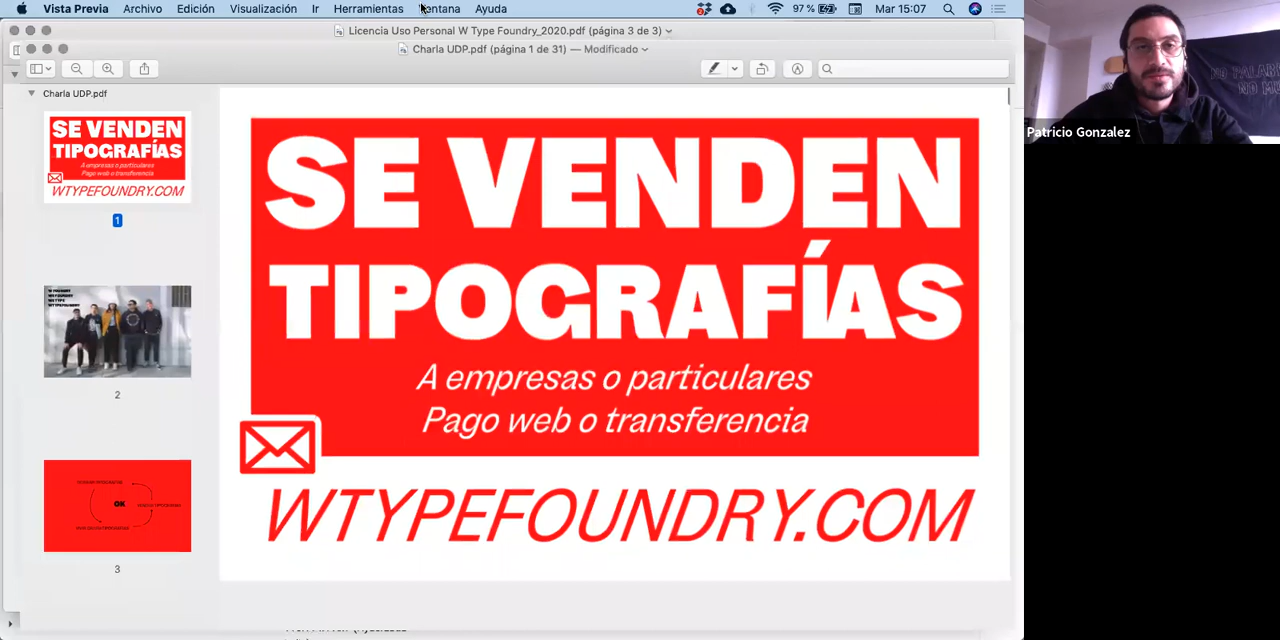 Vista Previa Archivo Edición Visualización Ir Herramientas Ventana Ayuda
2 97 % Mar 15:07
Licencia Uso Personal W Type Foundry_2020.pdf (página 3 de 3)
Charla UDP.pdf (página 1 de 31) — Modificado
Charla UDP.pdf
SE VENDEN
TIPOGRAFÍAS
A empresas o particulares
Pago web o transferencia
WTYPEFOUNDRY.COM
1
2
OK
3
SE VENDEN
TIPOGRAFÍAS
A empresas o particulares
Pago web o transferencia
WTYPEFOUNDRY.COM
Patricio Gonzalez